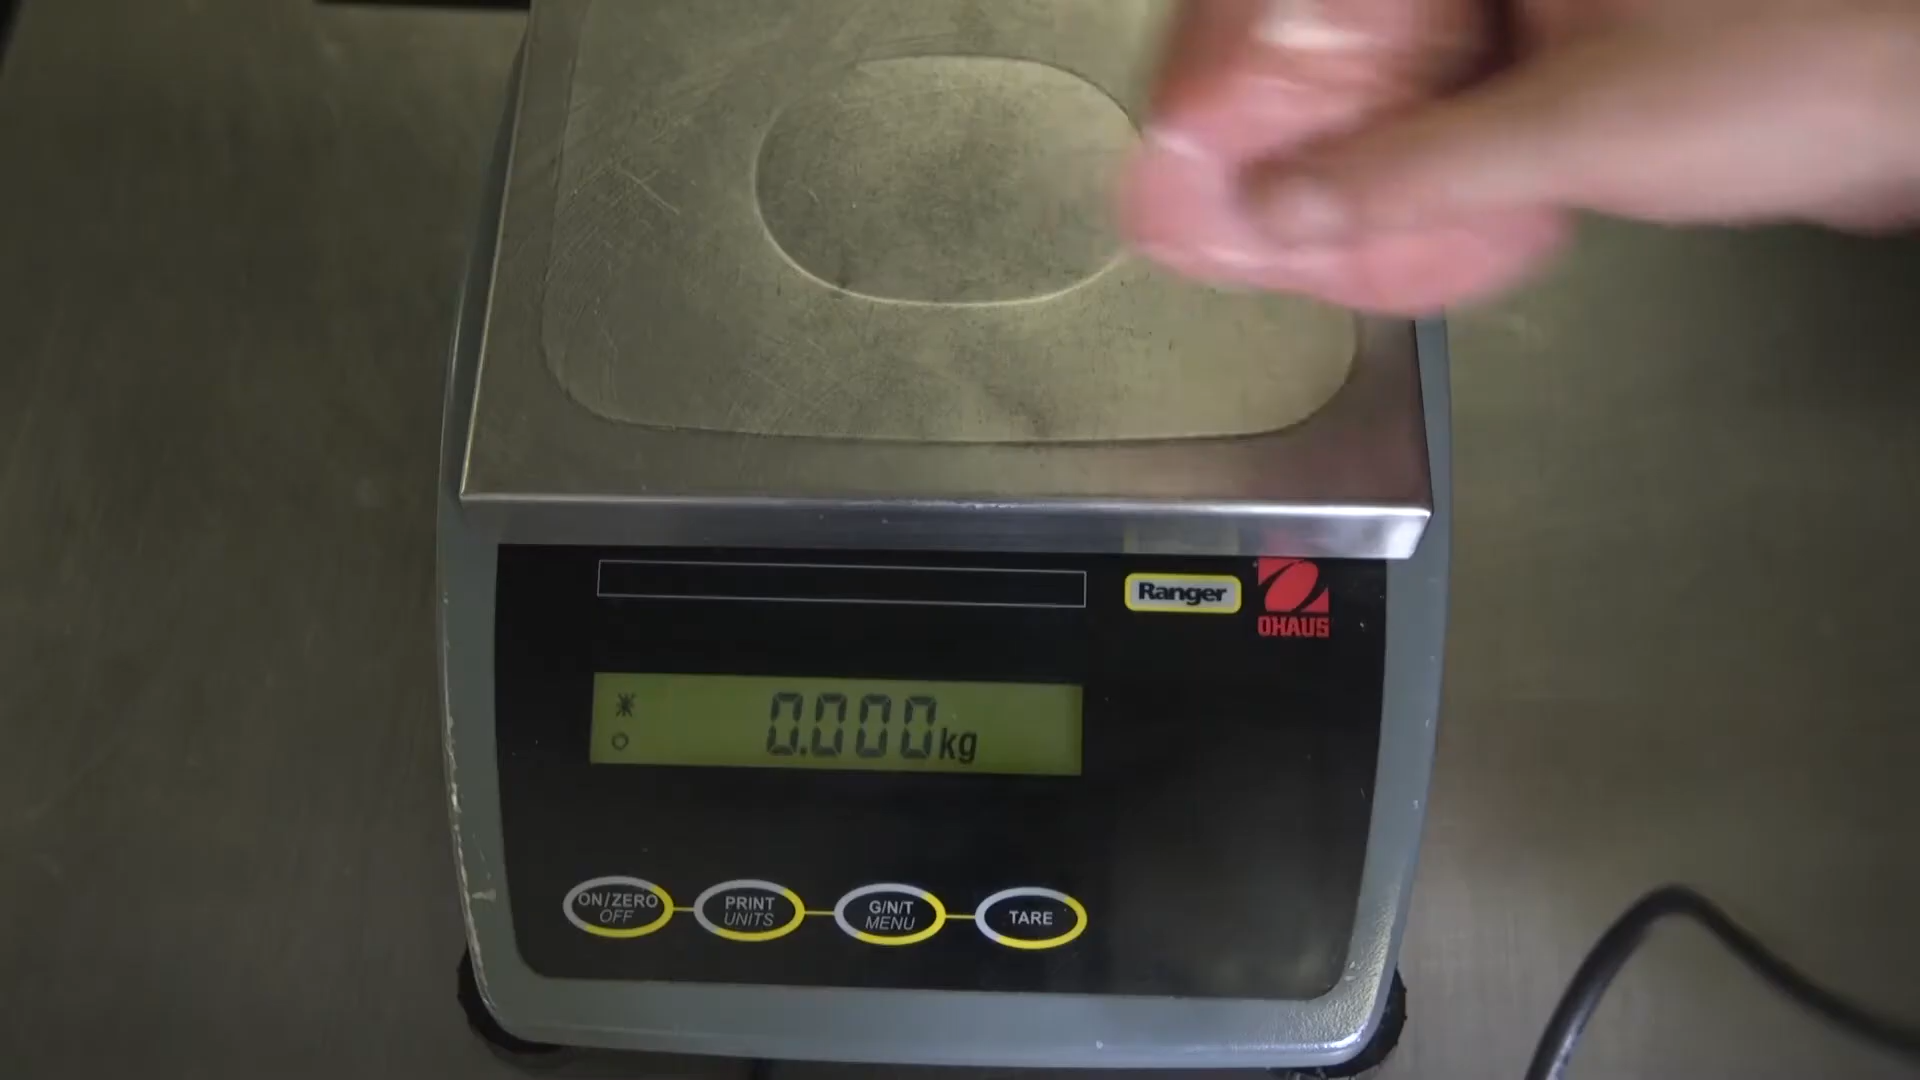 Ranger
OHAUS
0.000kg
ON/ZERO
OFF
PRINT
UNITS
G/N/T
MENU
TARE